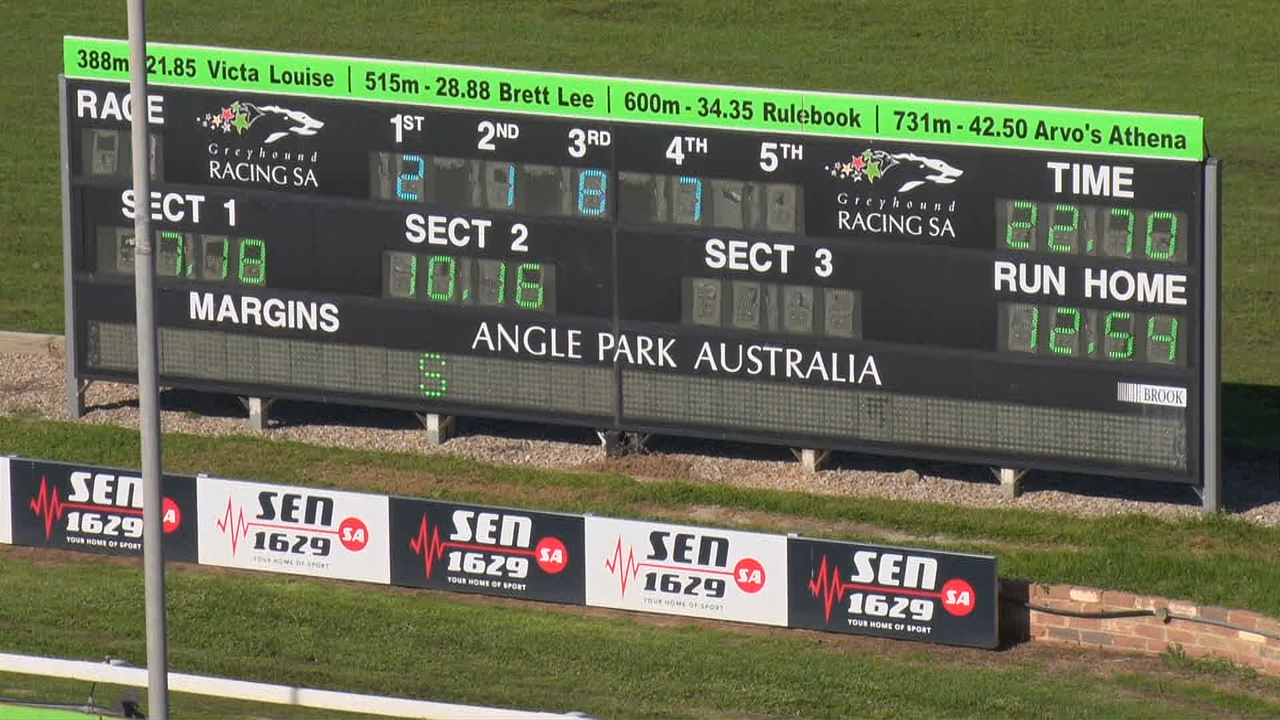 388m 21.85 Victa Louise | 515m - 28.88 Brett Lee | 600m - 34.35 Rulebook | 731m - 42.50 Arvo's Athena
RACE
Greyhound
RACING SA
1ST 2ND 3RD 4TH 5TH
2 1 8 7
Greyhound
RACING SA
TIME
22.70
SECT 1
7.18
SECT 2
10.16
SECT 3
RUN HOME
12.54
MARGINS
ANGLE PARK AUSTRALIA
S
BROOK
SEN
1629
A
YOUR HOME OF SPORT
SEN
1629
SA
YOUR HOME OF SPORT
SEN
1629
SA
YOUR HOME OF SPORT
SEN
1629
SA
YOUR HOME OF SPORT
SEN
1629
SA
YOUR HOME OF SPORT